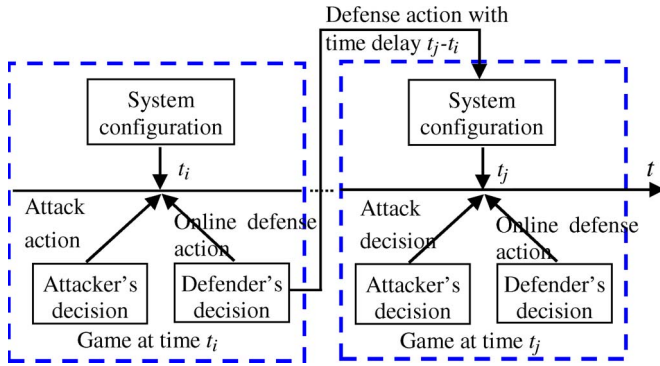 Defense action with
time delay tj-ti
System
configuration
ti
Attack
action
Online defense
action
Attacker's
decision
Defender's
decision
Game at time ti
System
configuration
tj
t
Attack
decision
Online defense
action
Attacker's
decision
Defender's
decision
Game at time tj